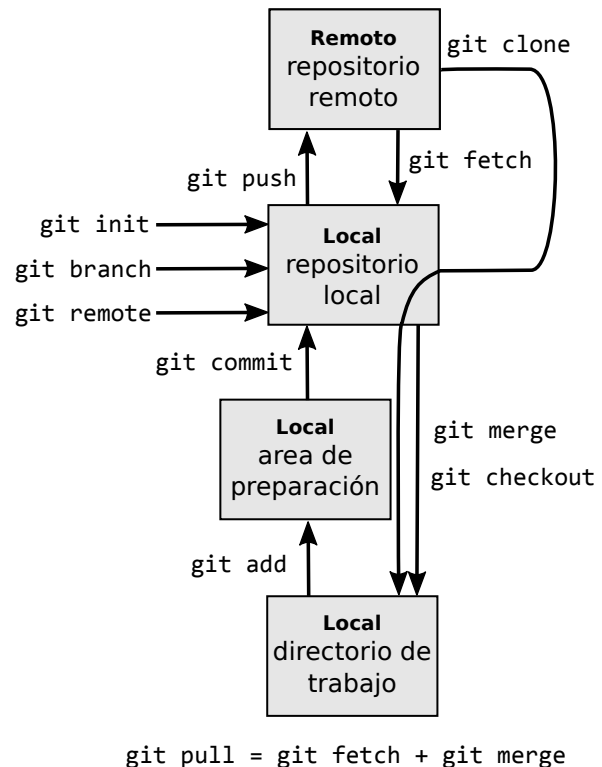 Remoto
repositorio
remoto
git clone
git fetch
git push
git init
git branch
git remote
Local
repositorio
local
git commit
Local
area de
preparación
git merge
git checkout
git add
Local
directorio de
trabajo
git pull = git fetch + git merge